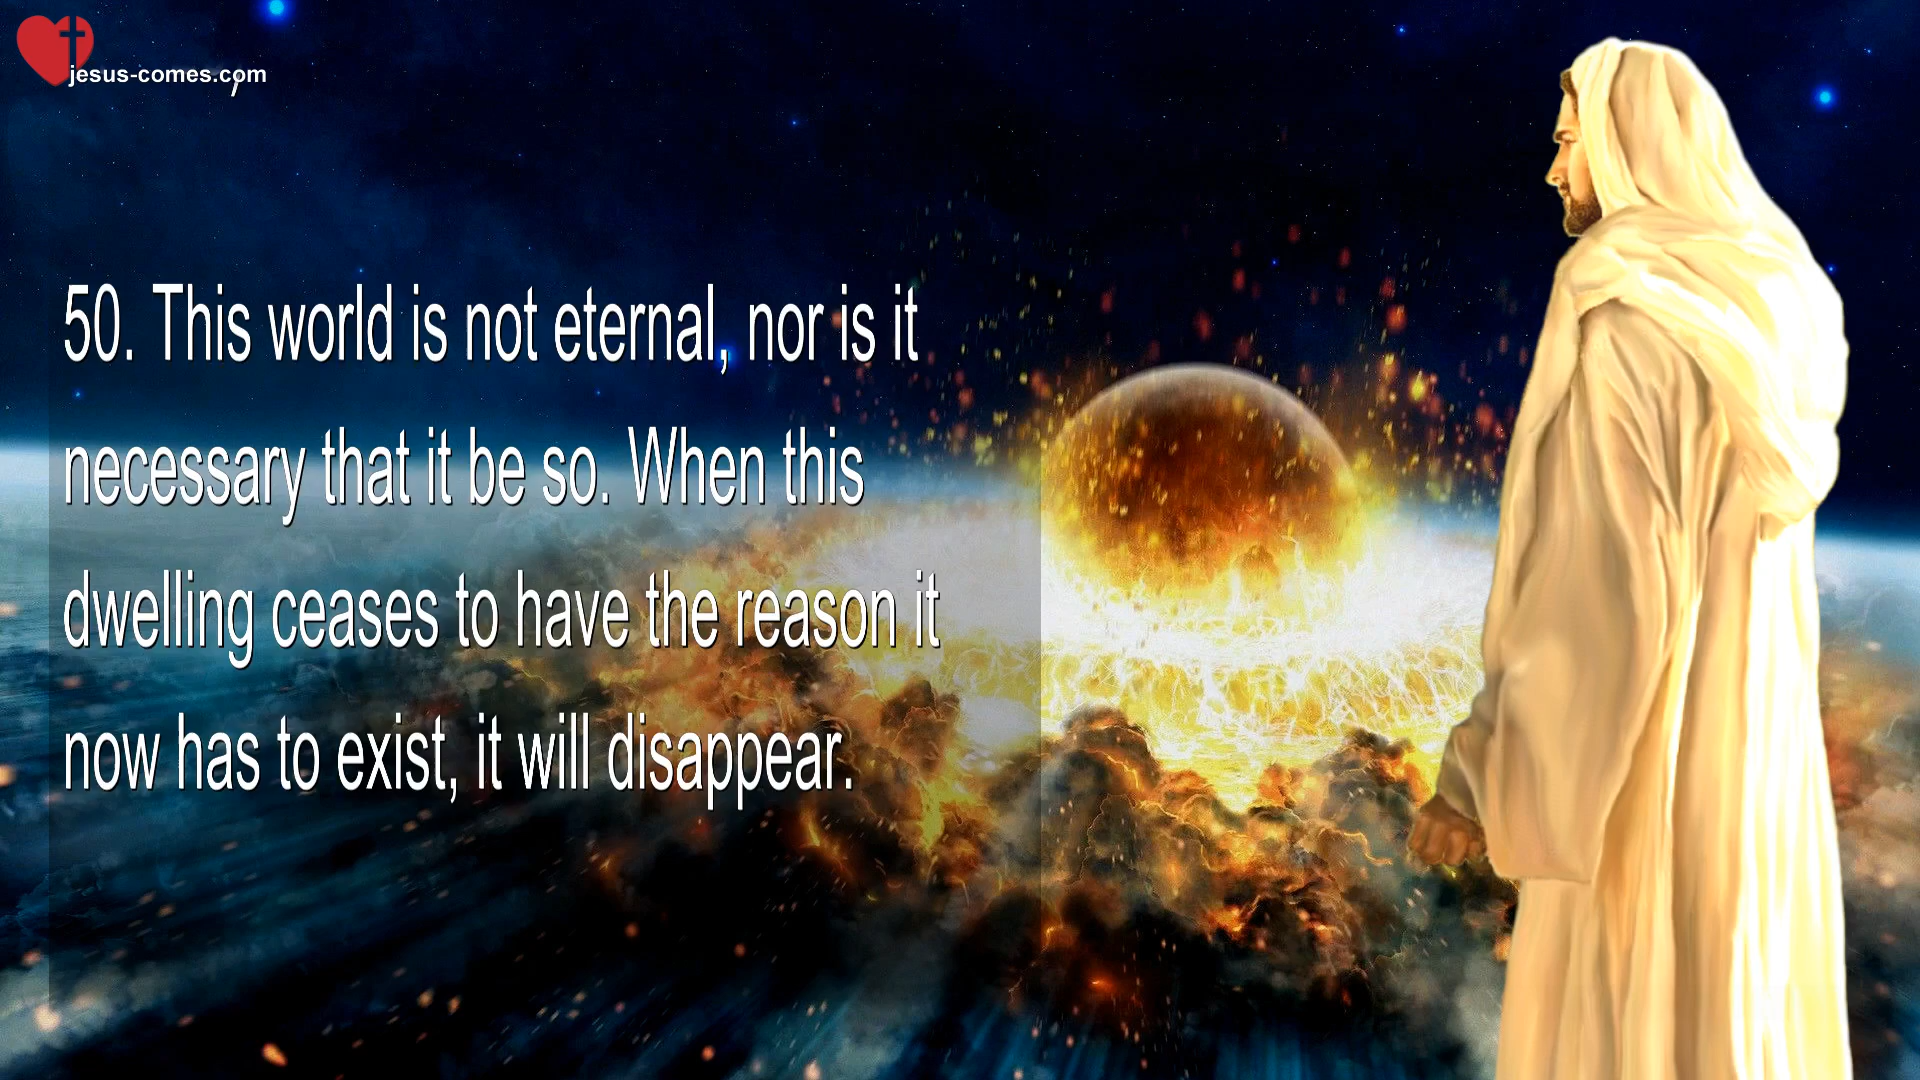 jesus-comes.com
50. This world is not eternal, nor is it
necessary that it be so. When this
dwelling ceases to have the reason it
now has to exist, it will disappear.